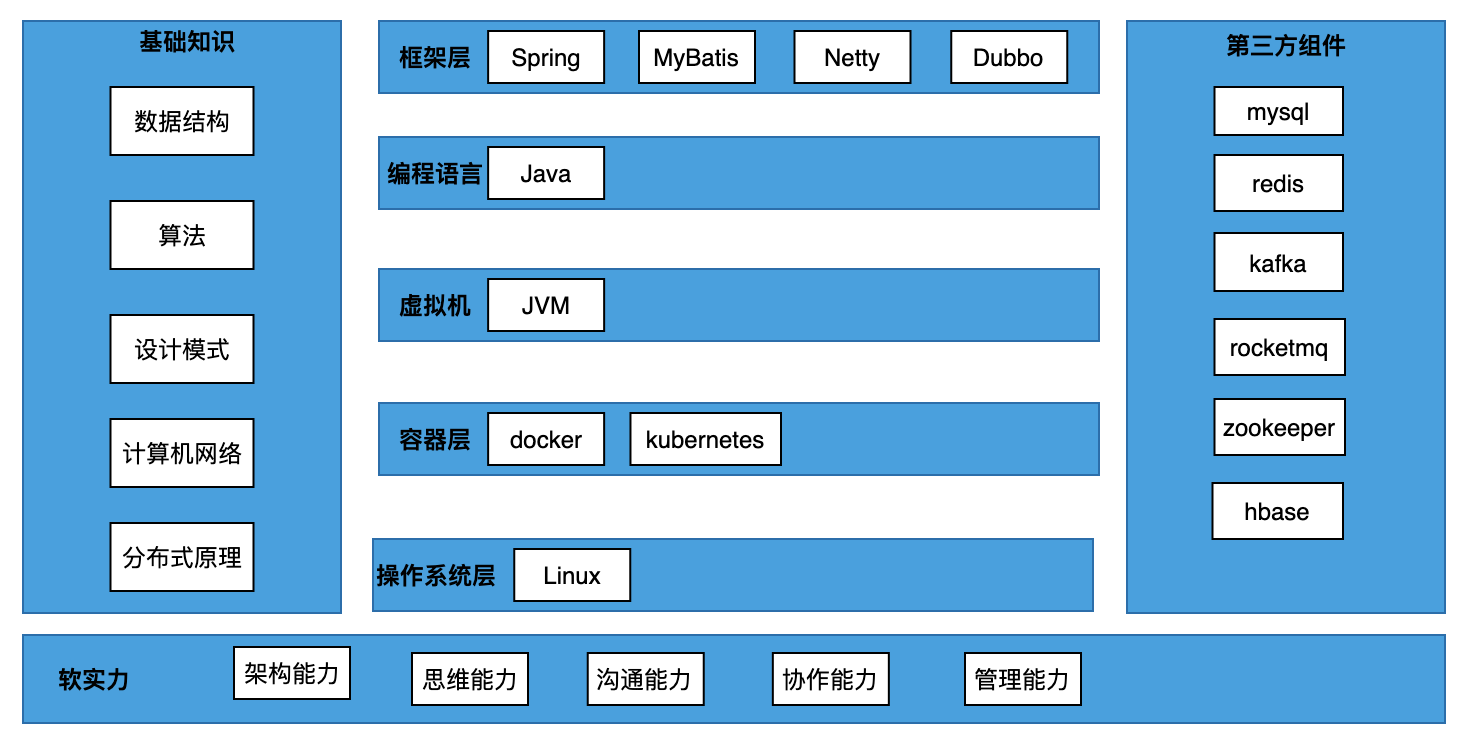 基础知识
数据结构
算法
设计模式
计算机网络
分布式原理
框架层
Spring
MyBatis
Netty
Dubbo
编程语言
Java
虚拟机
JVM
容器层
docker
kubernetes
操作系统层
Linux
第三方组件
mysql
redis
kafka
rocketmq
zookeeper
hbase
软实力
架构能力
思维能力
沟通能力
协作能力
管理能力